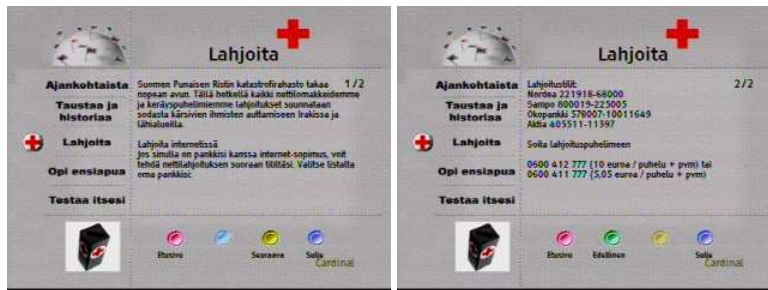 Lahjoita
Ajankohtaista
Taustaa ja
historiaa
Lahjoita
Opi ensiapua
Testaa itsesi
Suomen Punaisen Ristin katastrofirahasto takaa 1/2
nopean avun. Tällä hetkellä kaikki nettilomakkeidemme
ja keräyspuhelimiemme lahjoitukset suunnataan
sodasta kärsivien ihmisten auttamiseen Irakissa ja
lähialueilla.
Lahjoita internetissä
Jos sinulla on pankkisi kanssa internet-sopimus, voit
tehdä nettilahjoituksen suoraan tililtäsi. Valitse listalta
oma pankkisi:
Etusivu
Seuraava
Sulje
Cardinal
Lahjoita
Ajankohtaista
Taustaa ja
historiaa
Lahjoita
Opi ensiapua
Testaa itsesi
Lahjoitustilit: 2/2
Nordea 221918-68000
Sampo 800019-225005
Okopankki 578007-10011649
Aktia 405511-11397
Soita lahjoituspuhelimeen
0600 412 777 (10 euroa / puhelu + pvm) tai
0600 411 777 (5,05 euroa / puhelu + pvm)
Etusivu
Edellinen
Sulje
Cardinal